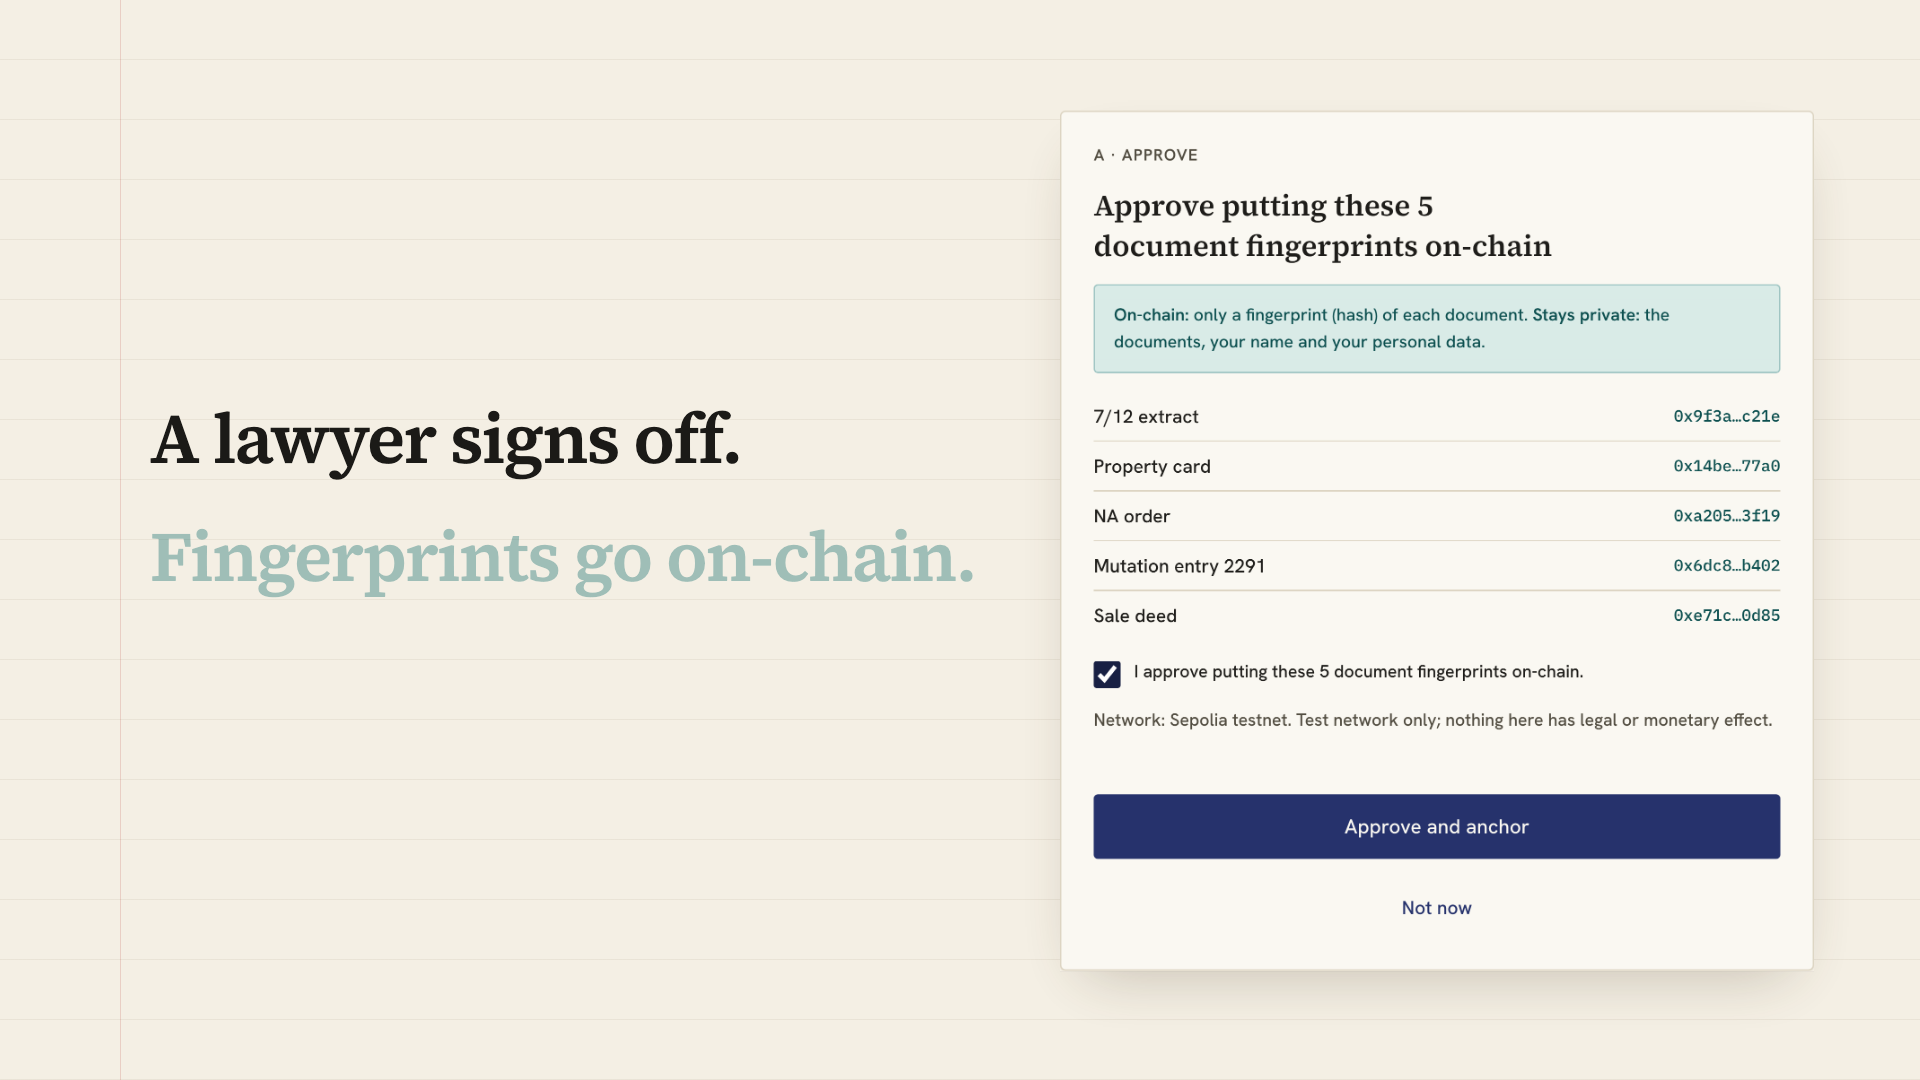 A lawyer signs off.
Fingerprints go on-chain.
A · APPROVE
Approve putting these 5
document fingerprints on-chain
On-chain: only a fingerprint (hash) of each document. Stays private: the
documents, your name and your personal data.
7/12 extract 0x9f3a…c21e
Property card 0x14be…77a0
NA order 0xa205…3f19
Mutation entry 2291 0x6dc8…b402
Sale deed 0xe71c…0d85
I approve putting these 5 document fingerprints on-chain.
Network: Sepolia testnet. Test network only; nothing here has legal or monetary effect.
Approve and anchor
Not now